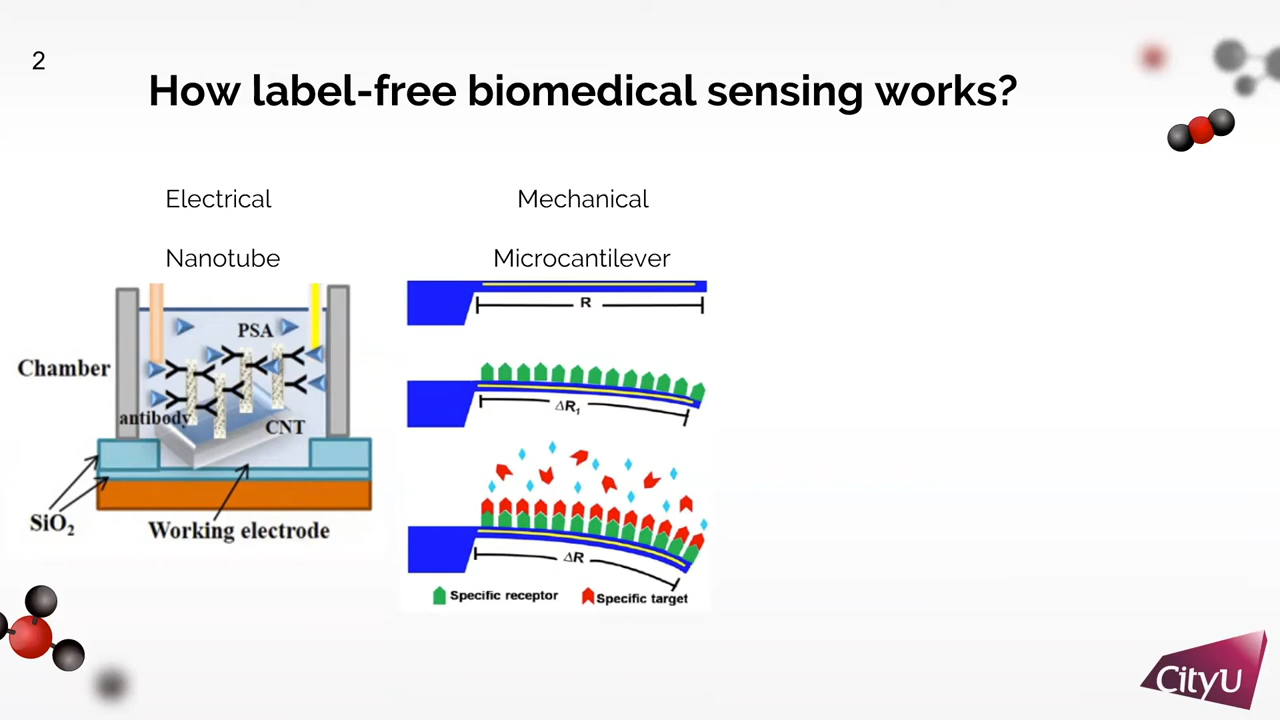 2
How label-free biomedical sensing works?
Electrical
Nanotube
PSA
Chamber
antibody
CNT
SiO₂
Working electrode
Mechanical
Microcantilever
R
ΔR₁
ΔR
Specific receptor
Specific target
CityU